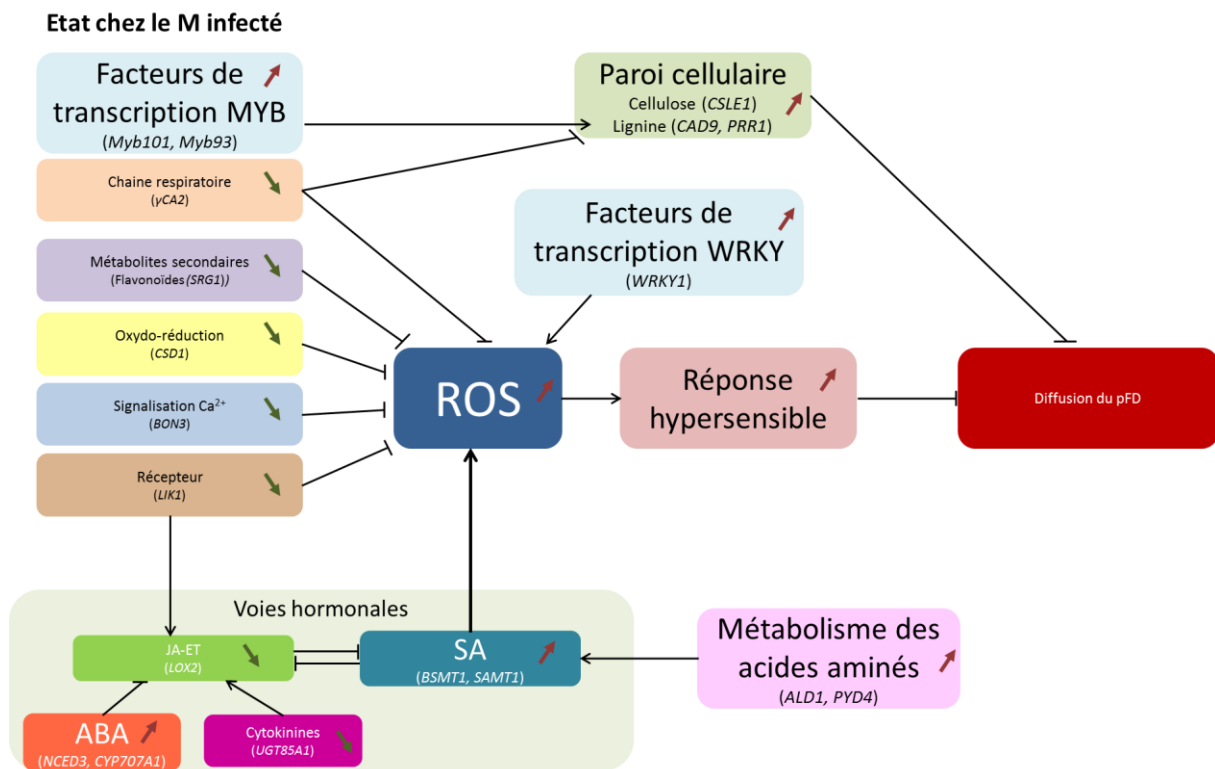 Etat chez le M infecté
Facteurs de
transcription MYB
(Myb101, Myb93)
Paroi cellulaire
Cellulose (CSLE1)
Lignine (CAD9, PRR1)
Chaine respiratoire
(γCA2)
Facteurs de
transcription WRKY
(WRKY1)
Métabolites secondaires
(Flavonoïdes (SRG1))
Oxydo-réduction
(CSD1)
ROS
Réponse
hypersensible
Diffusion du pFD
Signalisation Ca²⁺
(BON3)
Récepteur
(LIK1)
Voies hormonales
JA-ET
(LOX2)
SA
(BSMT1, SAMT1)
Métabolisme des
acides aminés
(ALD1, PYD4)
ABA
(NCED3, CYP707A1)
Cytokinines
(UGT85A1)